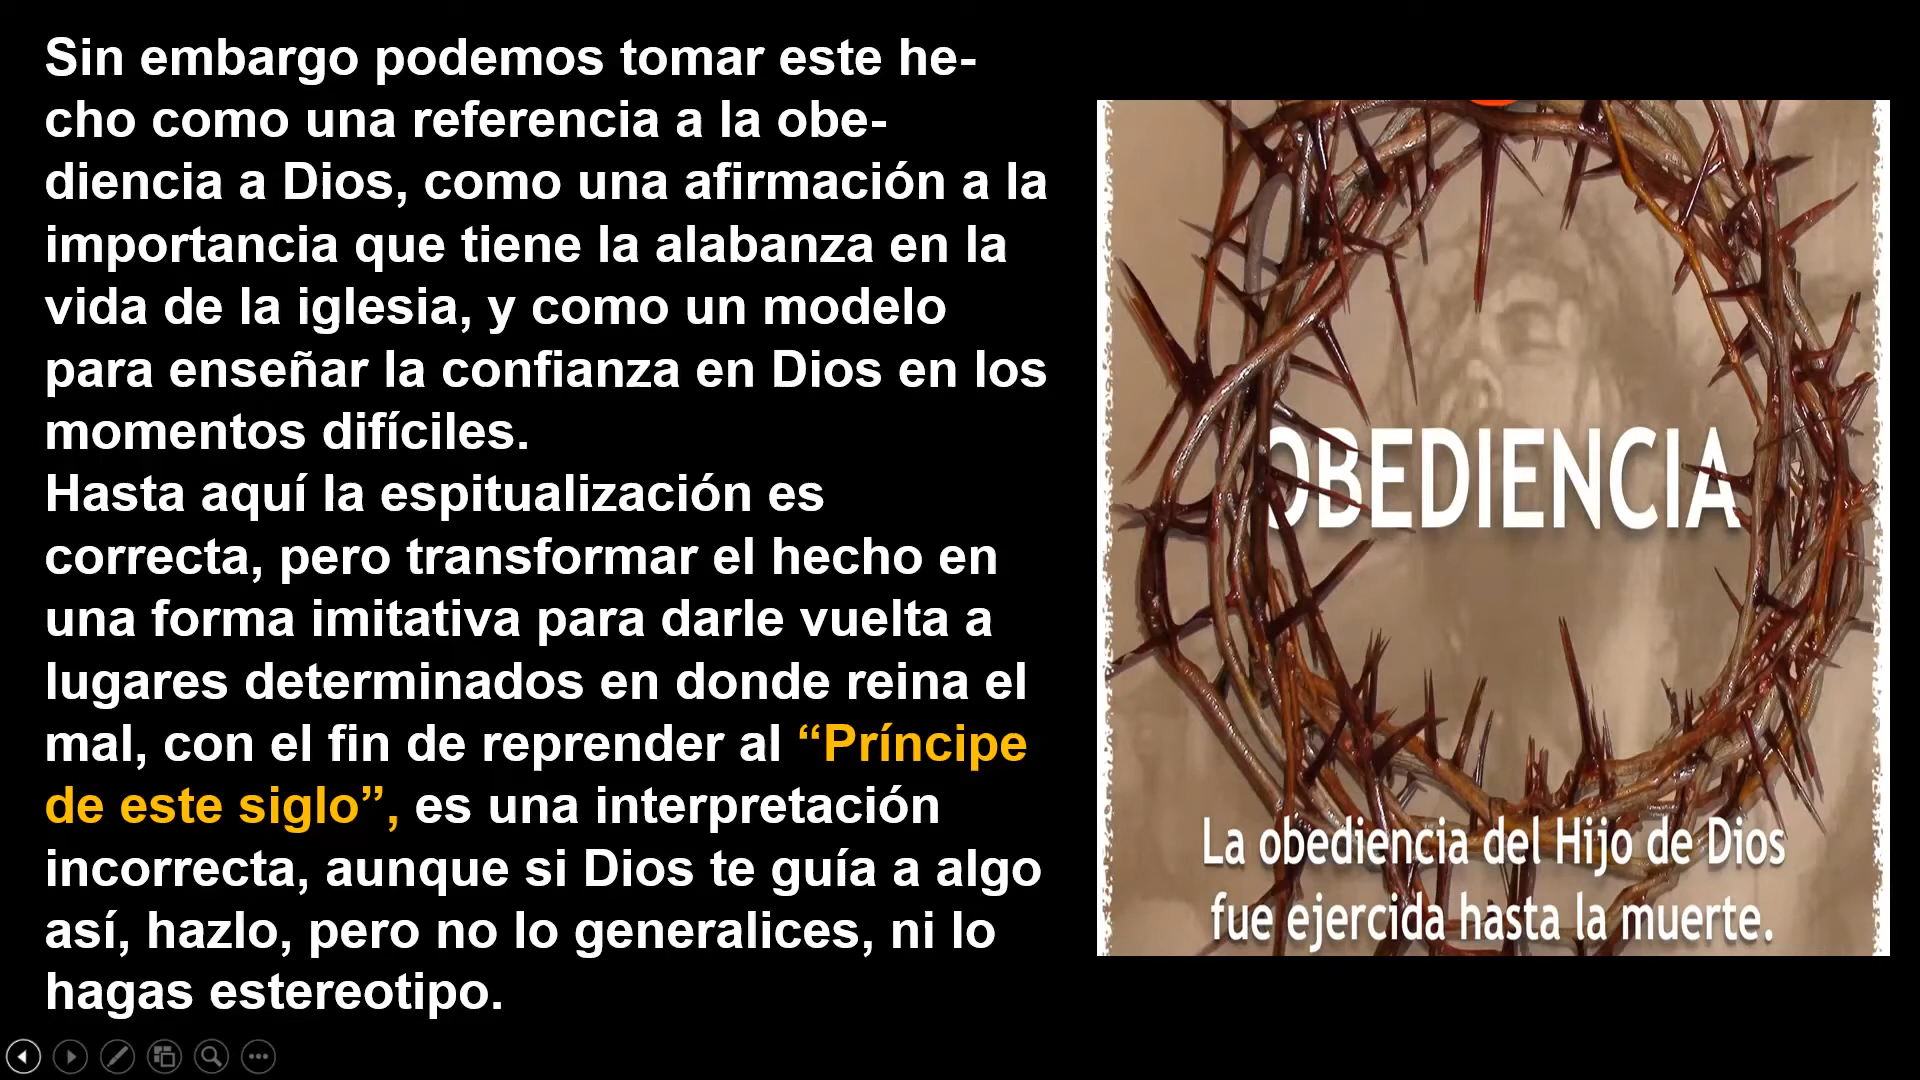 Sin embargo podemos tomar este he-
cho como una referencia a la obe-
diencia a Dios, como una afirmación a la
importancia que tiene la alabanza en la
vida de la iglesia, y como un modelo
para enseñar la confianza en Dios en los
momentos difíciles.
Hasta aquí la espitualización es
correcta, pero transformar el hecho en
una forma imitativa para darle vuelta a
lugares determinados en donde reina el
mal, con el fin de reprender al “Príncipe
de este siglo”, es una interpretación
incorrecta, aunque si Dios te guía a algo
así, hazlo, pero no lo generalices, ni lo
hagas estereotipo.
OBEDIENCIA
La obediencia del Hijo de Dios
fue ejercida hasta la muerte.